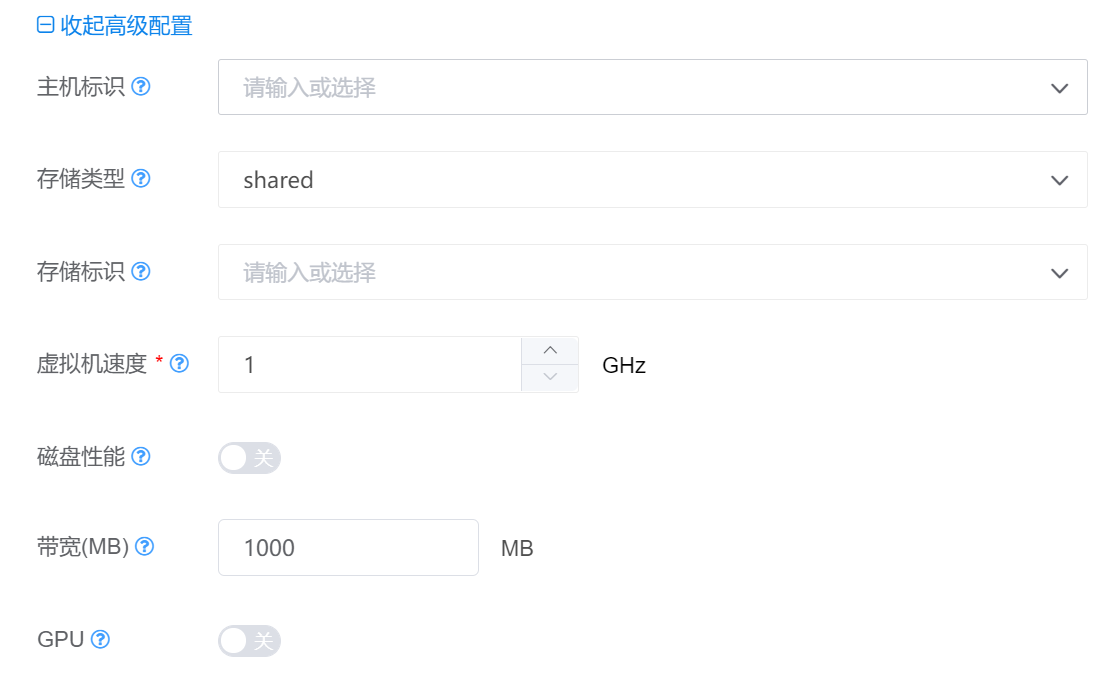 收起高级配置
主机标识 请输入或选择
存储类型 shared
存储标识 请输入或选择
虚拟机速度 * 1 GHz
磁盘性能 关
带宽(MB) 1000 MB
GPU 关